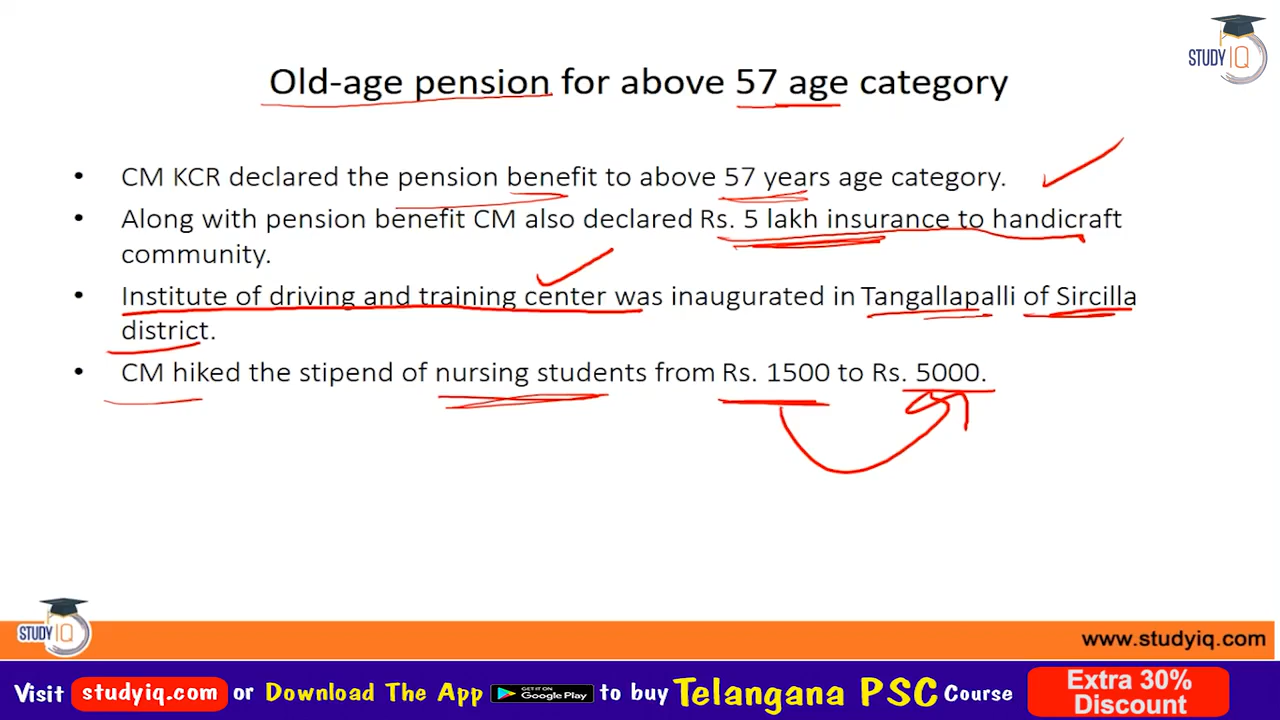 STUDY IQ
Old-age pension for above 57 age category
• CM KCR declared the pension benefit to above 57 years age category.
• Along with pension benefit CM also declared Rs. 5 lakh insurance to handicraft
community.
• Institute of driving and training center was inaugurated in Tangallapalli of Sircilla
district.
• CM hiked the stipend of nursing students from Rs. 1500 to Rs. 5000.
STUDY IQ
www.studyiq.com
Visit studyiq.com or Download The App GET IT ON Google Play to buy Telangana PSC Course
Extra 30%
Discount